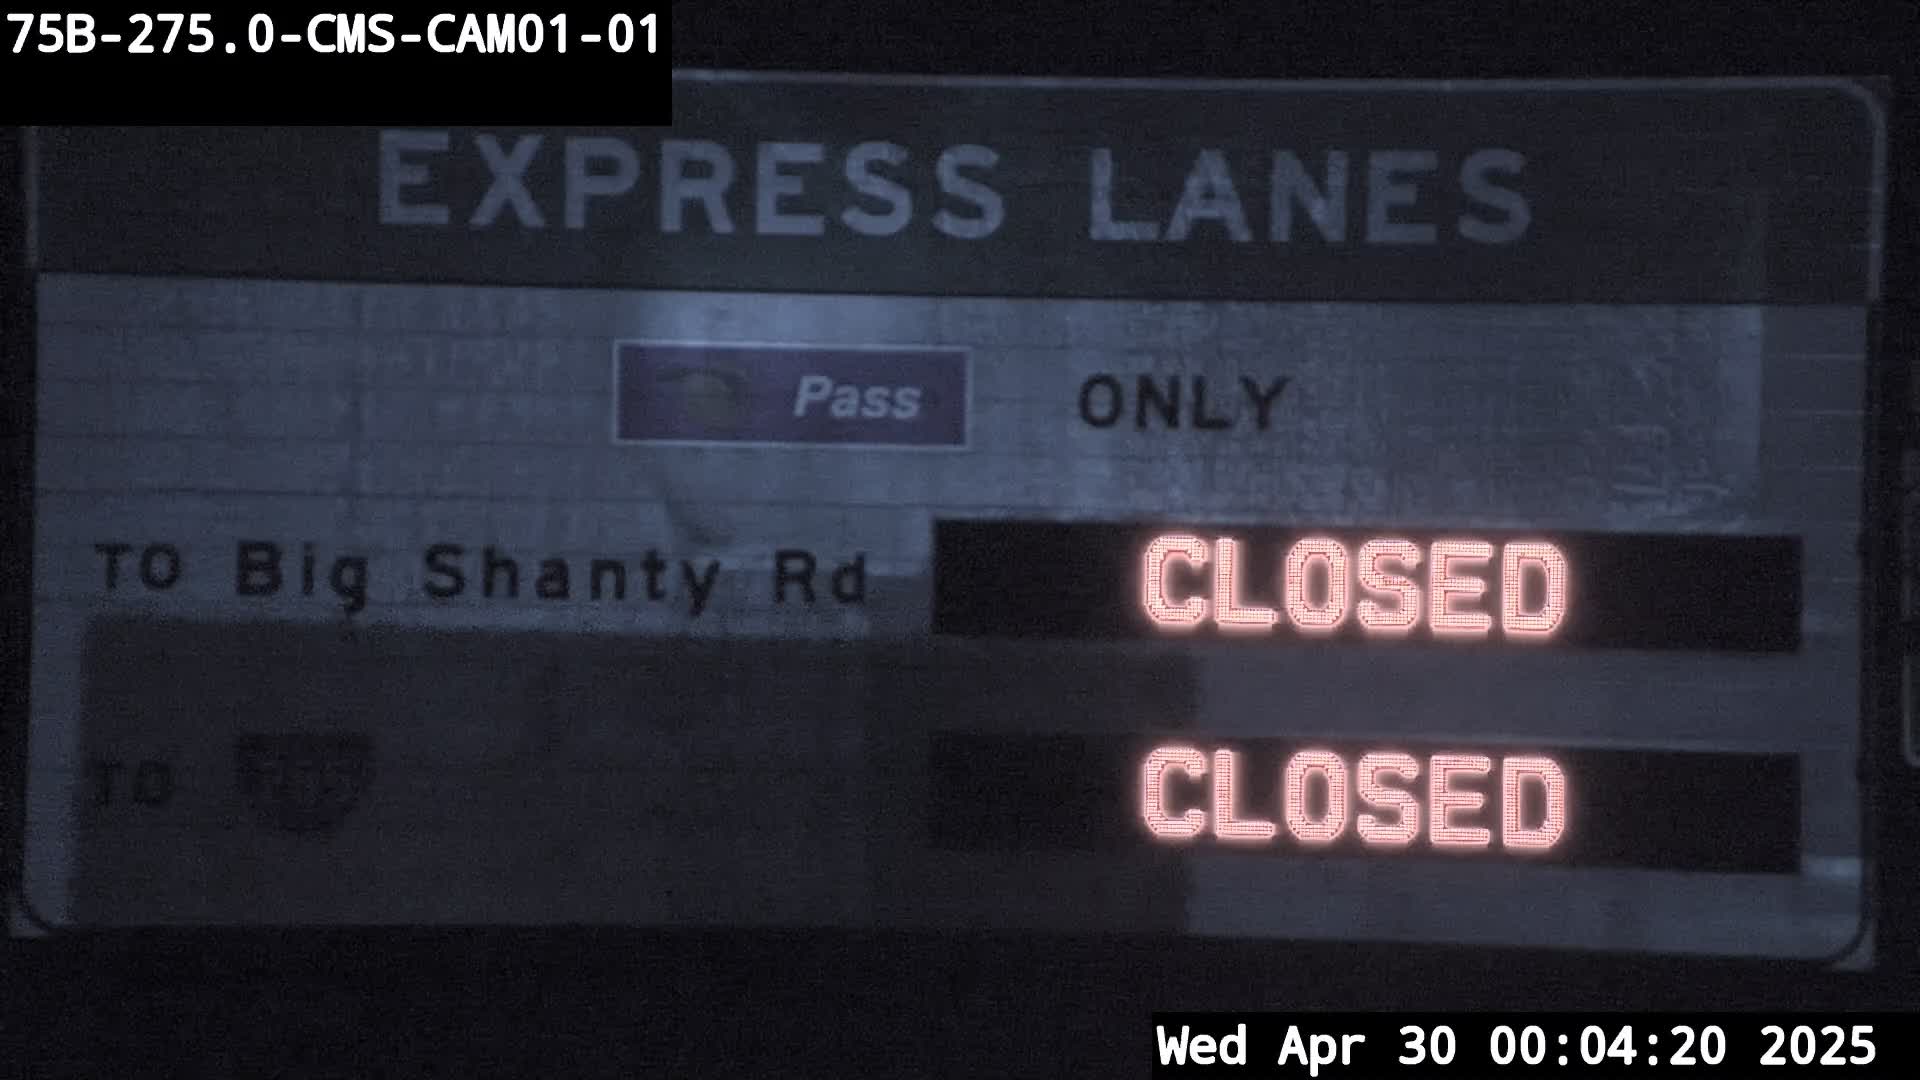 75B-275.0-CMS-CAM01-01
EXPRESS LANES
Pass ONLY
TO Big Shanty Rd CLOSED
TO CLOSED
Wed Apr 30 00:04:20 2025